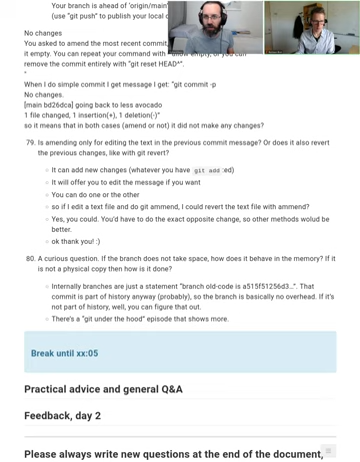 Your branch is ahead of 'origin/main'
(use "git push" to publish your local c
No changes
You asked to amend the most recent commit,
it empty. You can repeat your command with
remove the commit entirely with "git reset HEAD^".
"
When I do simple commit I get message I get: "git commit -p
No changes.
[main bd26dca] going back to less avocado
1 file changed, 1 insertion(+), 1 deletion(-)"
so it means that in both cases (amend or not) it did not make any changes?
79. Is amending only for editing the text in the previous commit message? Or does it also revert
the previous changes, like with git revert?
○ It can add new changes (whatever you have git add :ed)
○ It will offer you to edit the message if you want
○ You can do one or the other
○ so if I edit a text file and do git ammend, I could revert the text file with ammend?
○ Yes, you could. You'd have to do the exact opposite change, so other methods wolud be
better.
○ ok thank you! :)
80. A curious question. If the branch does not take space, how does it behave in the memory? If it
is not a physical copy then how is it done?
○ Internally branches are just a statement "branch old-code is a515f51256d3...". That
commit is part of history anyway (probably), so the branch is basically no overhead. If it's
not part of history, well, you can figure that out.
○ There's a "git under the hood" episode that shows more.
Break until xx:05
Practical advice and general Q&A
Feedback, day 2
Please always write new questions at the end of the document,